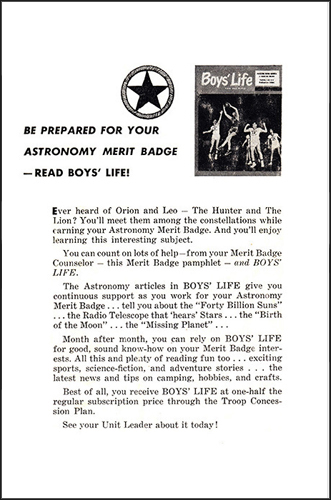 Boys' Life
BE PREPARED FOR YOUR
ASTRONOMY MERIT BADGE
—READ BOYS' LIFE!
Ever heard of Orion and Leo – The Hunter and The
Lion? You'll meet them among the constellations while
earning your Astronomy Merit Badge. And you'll enjoy
learning this interesting subject.
You can count on lots of help–from your Merit Badge
Counselor – this Merit Badge pamphlet – and BOYS'
LIFE.
The Astronomy articles in BOYS' LIFE give you
continuous support as you work for your Astronomy
Merit Badge . . . tell you about the "Forty Billion Suns"
. . . the Radio Telescope that 'hears' Stars . . . the "Birth
of the Moon" . . . the "Missing Planet" . . .
Month after month, you can rely on BOYS' LIFE
for good, sound know-how on your Merit Badge inter-
ests. All this and plenty of reading fun too . . . exciting
sports, science-fiction, and adventure stories . . . the
latest news and tips on camping, hobbies, and crafts.
Best of all, you receive BOYS' LIFE at one-half the
regular subscription price through the Troop Conces-
sion Plan.
See your Unit Leader about it today!